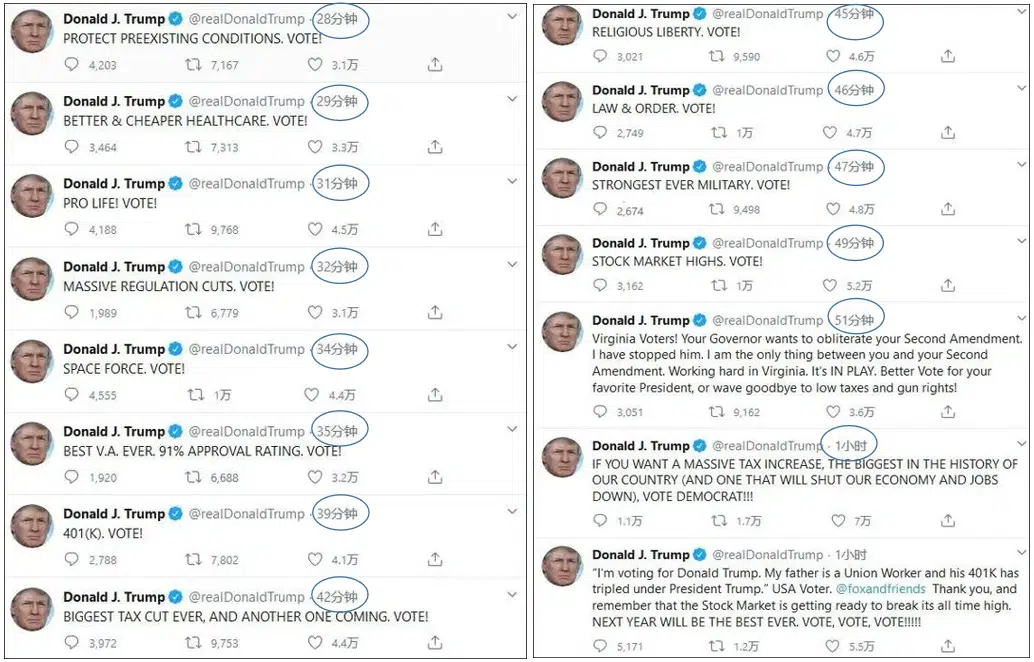 Donald J. Trump @realDonaldTrump · 28分钟
PROTECT PREEXISTING CONDITIONS. VOTE!
4,203 7,167 3.1万
Donald J. Trump @realDonaldTrump · 29分钟
BETTER & CHEAPER HEALTHCARE. VOTE!
3,464 7,313 3.3万
Donald J. Trump @realDonaldTrump · 31分钟
PRO LIFE! VOTE!
4,188 9,768 4.5万
Donald J. Trump @realDonaldTrump · 32分钟
MASSIVE REGULATION CUTS. VOTE!
1,989 6,779 3.1万
Donald J. Trump @realDonaldTrump · 34分钟
SPACE FORCE. VOTE!
4,555 1万 4.4万
Donald J. Trump @realDonaldTrump · 35分钟
BEST V.A. EVER. 91% APPROVAL RATING. VOTE!
1,920 6,688 3.2万
Donald J. Trump @realDonaldTrump · 39分钟
401(K). VOTE!
2,788 7,802 4.1万
Donald J. Trump @realDonaldTrump · 42分钟
BIGGEST TAX CUT EVER, AND ANOTHER ONE COMING. VOTE!
3,972 9,753 4.4万
Donald J. Trump @realDonaldTrump · 45分钟
RELIGIOUS LIBERTY. VOTE!
3,021 9,590 4.6万
Donald J. Trump @realDonaldTrump · 46分钟
LAW & ORDER. VOTE!
2,749 1万 4.7万
Donald J. Trump @realDonaldTrump · 47分钟
STRONGEST EVER MILITARY. VOTE!
2,674 9,498 4.8万
Donald J. Trump @realDonaldTrump · 49分钟
STOCK MARKET HIGHS. VOTE!
3,162 1万 5.2万
Donald J. Trump @realDonaldTrump · 51分钟
Virginia Voters! Your Governor wants to obliterate your Second Amendment.
I have stopped him. I am the only thing between you and your Second
Amendment. Working hard in Virginia. It's IN PLAY. Better Vote for your
favorite President, or wave goodbye to low taxes and gun rights!
3,051 9,162 3.6万
Donald J. Trump @realDonaldTrump · 1小时
IF YOU WANT A MASSIVE TAX INCREASE, THE BIGGEST IN THE HISTORY OF
OUR COUNTRY (AND ONE THAT WILL SHUT OUR ECONOMY AND JOBS
DOWN), VOTE DEMOCRAT!!!
1.1万 1.7万 7万
Donald J. Trump @realDonaldTrump · 1小时
"I'm voting for Donald Trump. My father is a Union Worker and his 401K has
tripled under President Trump." USA Voter. @foxandfriends Thank you, and
remember that the Stock Market is getting ready to break its all time high.
NEXT YEAR WILL BE THE BEST EVER. VOTE, VOTE, VOTE!!!!!
5,171 1.2万 5.5万